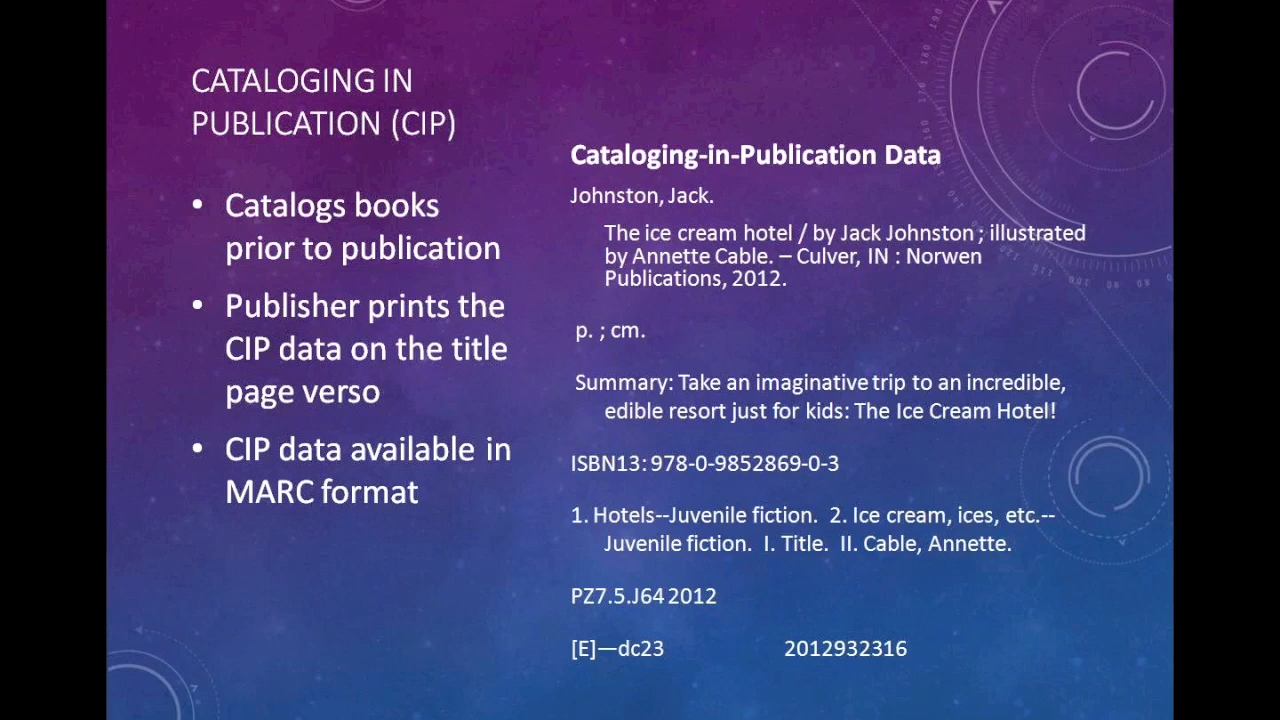 CATALOGING IN
PUBLICATION (CIP)
• Catalogs books
prior to publication
• Publisher prints the
CIP data on the title
page verso
• CIP data available in
MARC format
Cataloging-in-Publication Data
Johnston, Jack.
The ice cream hotel / by Jack Johnston ; illustrated
by Annette Cable. – Culver, IN : Norwen
Publications, 2012.
p. ; cm.
Summary: Take an imaginative trip to an incredible,
edible resort just for kids: The Ice Cream Hotel!
ISBN13: 978-0-9852869-0-3
1. Hotels--Juvenile fiction. 2. Ice cream, ices, etc.--
Juvenile fiction. I. Title. II. Cable, Annette.
PZ7.5.J64 2012
[E]—dc23 2012932316